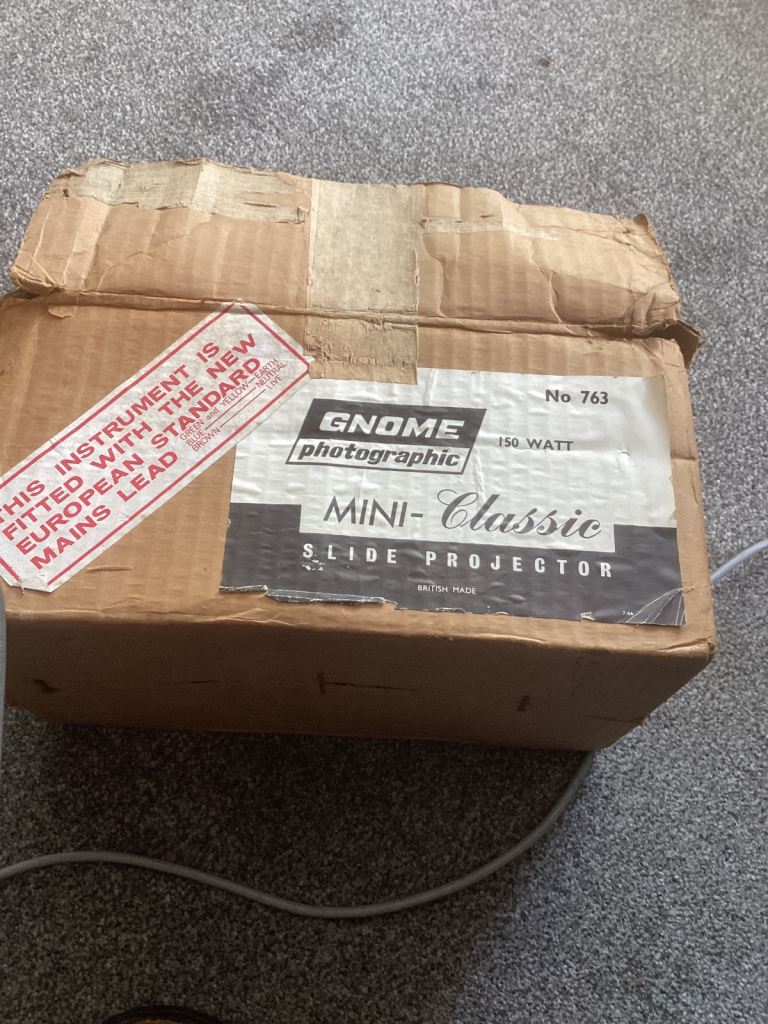 THIS INSTRUMENT IS
FITTED WITH THE NEW
EUROPEAN STANDARD
MAINS LEAD
GREEN and YELLOW—EARTH
BLUE—NEUTRAL
BROWN—LIVE
No 763
GNOME
photographic
150 WATT
MINI-Classic
SLIDE PROJECTOR
BRITISH MADE